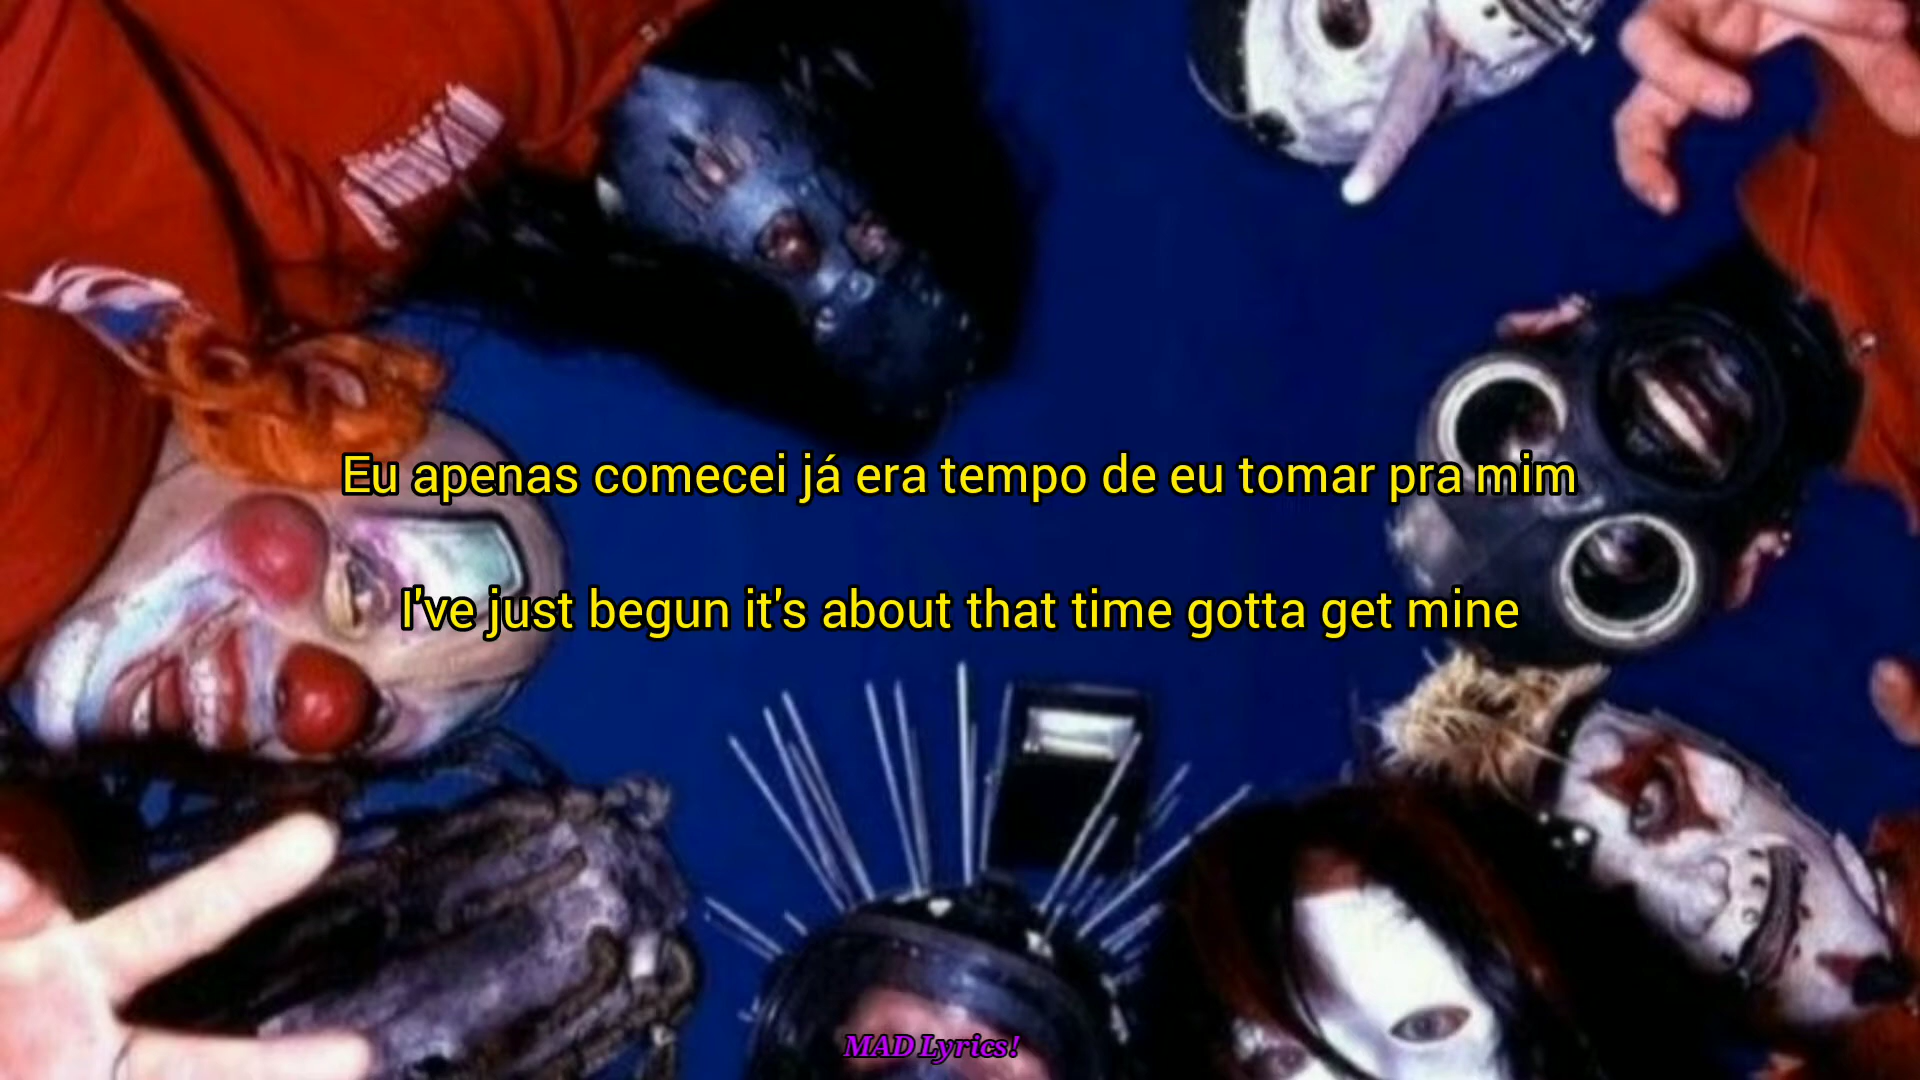 Eu apenas comecei já era tempo de eu tomar pra mim
I've just begun it's about that time gotta get mine
MAD Lyrics!